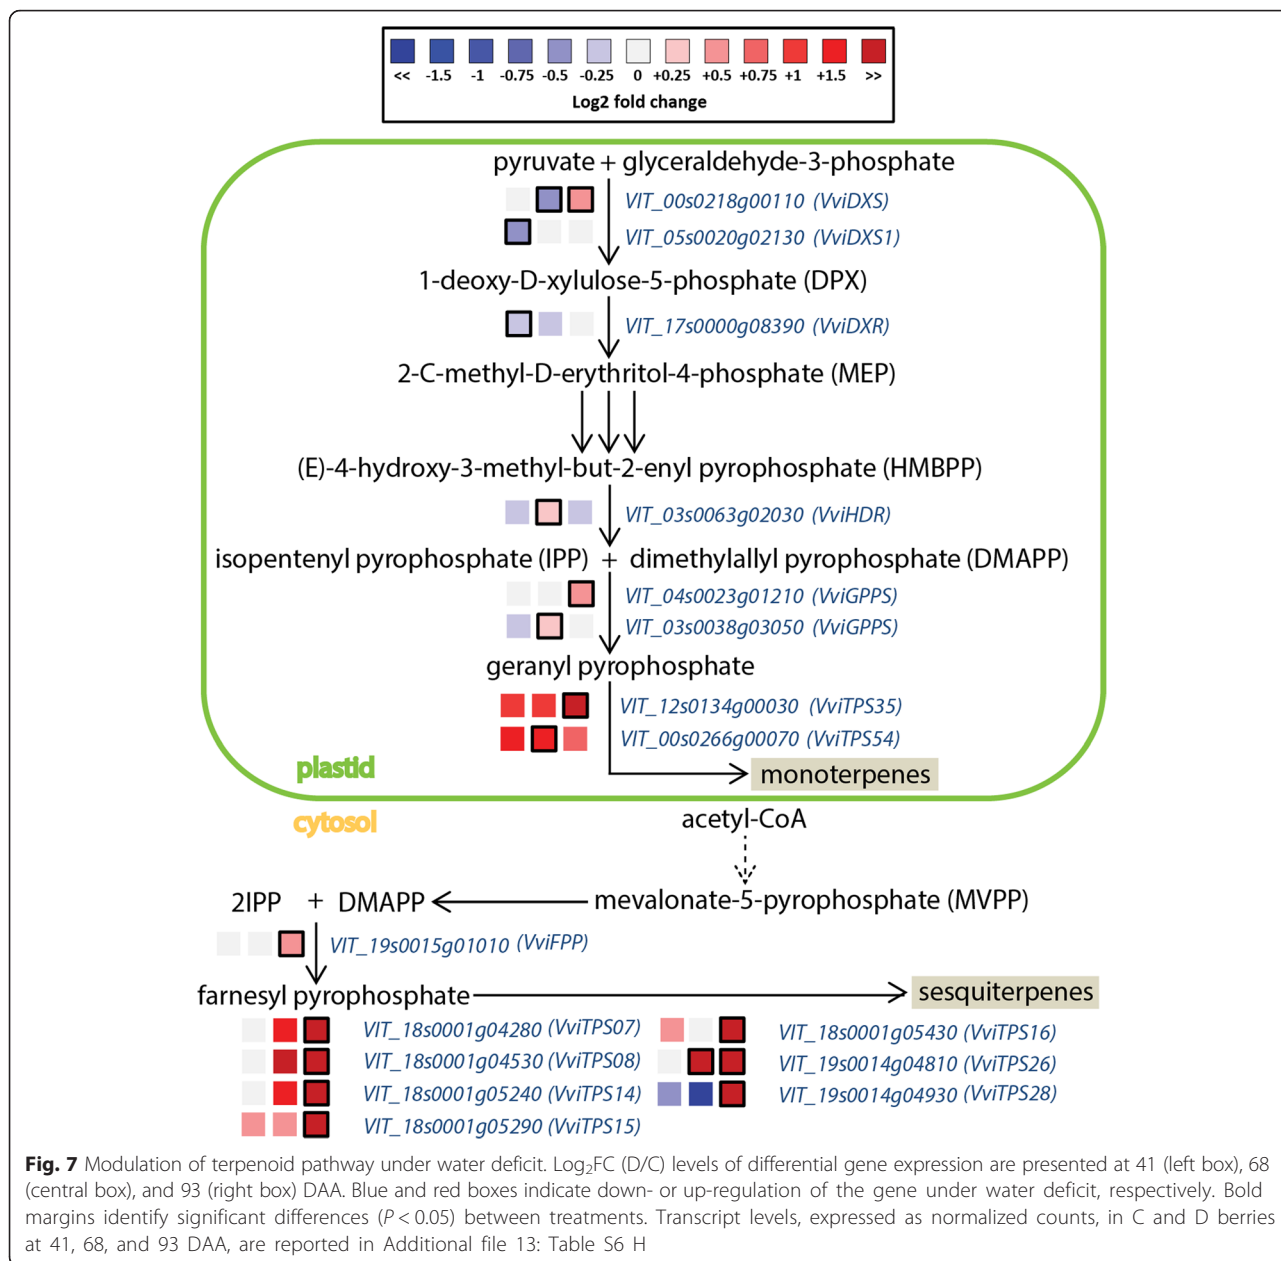 << -1.5 -1 -0.75 -0.5 -0.25 0 +0.25 +0.5 +0.75 +1 +1.5 >>
Log2 fold change
pyruvate + glyceraldehyde-3-phosphate
VIT_00s0218g00110 (VviDXS)
VIT_05s0020g02130 (VviDXS1)
1-deoxy-D-xylulose-5-phosphate (DPX)
VIT_17s0000g08390 (VviDXR)
2-C-methyl-D-erythritol-4-phosphate (MEP)
(E)-4-hydroxy-3-methyl-but-2-enyl pyrophosphate (HMBPP)
VIT_03s0063g02030 (VviHDR)
isopentenyl pyrophosphate (IPP) + dimethylallyl pyrophosphate (DMAPP)
VIT_04s0023g01210 (VviGPPS)
VIT_03s0038g03050 (VviGPPS)
geranyl pyrophosphate
VIT_12s0134g00030 (VviTPS35)
VIT_00s0266g00070 (VviTPS54)
plastid
monoterpenes
cytosol
acetyl-CoA
2IPP + DMAPP
mevalonate-5-pyrophosphate (MVPP)
VIT_19s0015g01010 (VviFPP)
farnesyl pyrophosphate
sesquiterpenes
VIT_18s0001g04280 (VviTPS07)
VIT_18s0001g04530 (VviTPS08)
VIT_18s0001g05240 (VviTPS14)
VIT_18s0001g05290 (VviTPS15)
VIT_18s0001g05430 (VviTPS16)
VIT_19s0014g04810 (VviTPS26)
VIT_19s0014g04930 (VviTPS28)
Fig. 7 Modulation of terpenoid pathway under water deficit. Log₂FC (D/C) levels of differential gene expression are presented at 41 (left box), 68
(central box), and 93 (right box) DAA. Blue and red boxes indicate down- or up-regulation of the gene under water deficit, respectively. Bold
margins identify significant differences (P < 0.05) between treatments. Transcript levels, expressed as normalized counts, in C and D berries
at 41, 68, and 93 DAA, are reported in Additional file 13: Table S6 H